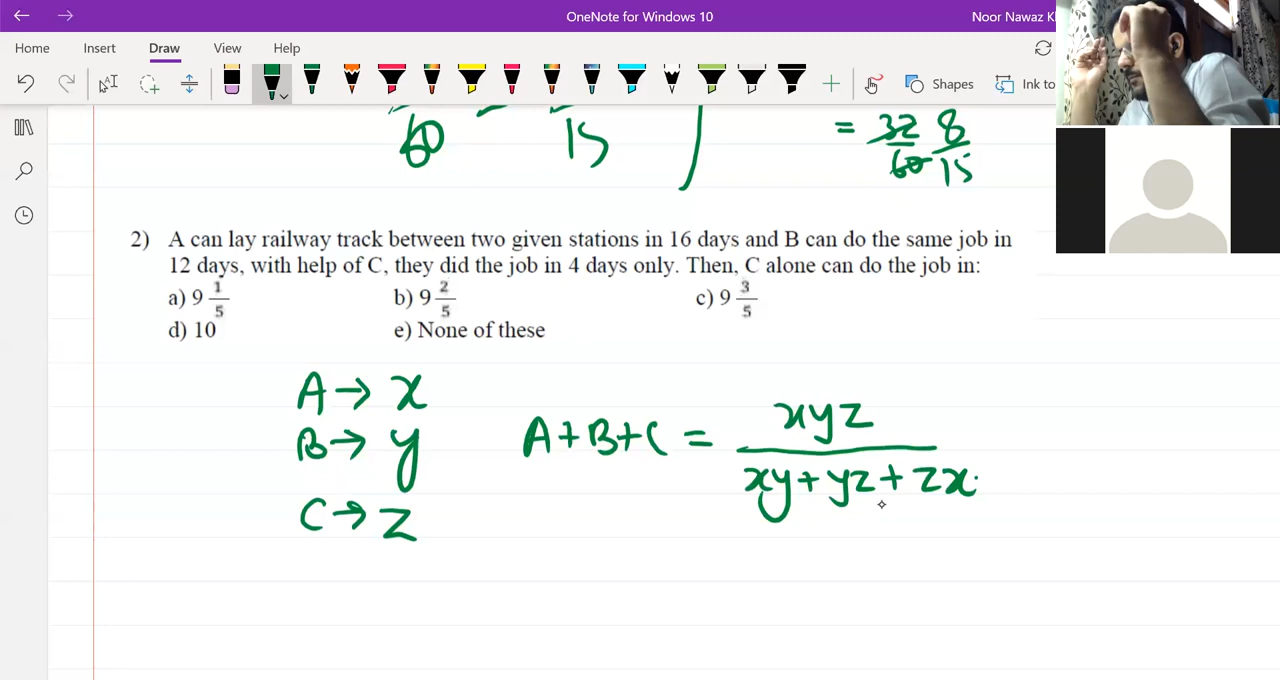 OneNote for Windows 10
Noor Nawaz K
Home Insert Draw View Help
Shapes Ink to
60 15 = 32/60 8/15
2) A can lay railway track between two given stations in 16 days and B can do the same job in
12 days, with help of C, they did the job in 4 days only. Then, C alone can do the job in:
a) 9 1/5 b) 9 2/5 c) 9 3/5
d) 10 e) None of these
A → x
B → y
C → z
A+B+C = xyz / xy+yz+zx